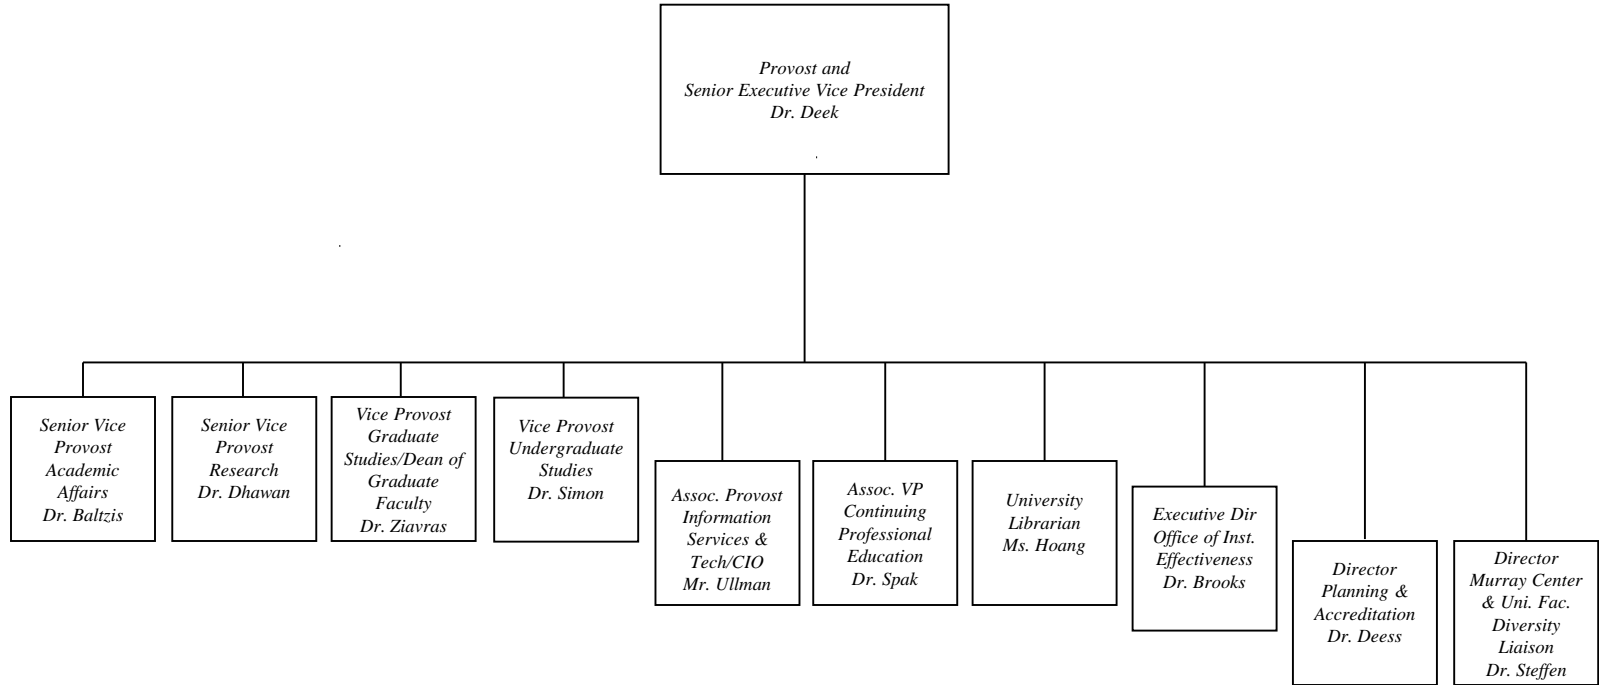 Provost and
Senior Executive Vice President
Dr. Deek
Senior Vice
Provost
Academic
Affairs
Dr. Baltzis
Senior Vice
Provost
Research
Dr. Dhawan
Vice Provost
Graduate
Studies/Dean of
Graduate
Faculty
Dr. Ziavras
Vice Provost
Undergraduate
Studies
Dr. Simon
Assoc. Provost
Information
Services &
Tech/CIO
Mr. Ullman
Assoc. VP
Continuing
Professional
Education
Dr. Spak
University
Librarian
Ms. Hoang
Executive Dir
Office of Inst.
Effectiveness
Dr. Brooks
Director
Planning &
Accreditation
Dr. Deess
Director
Murray Center
& Uni. Fac.
Diversity
Liaison
Dr. Steffen